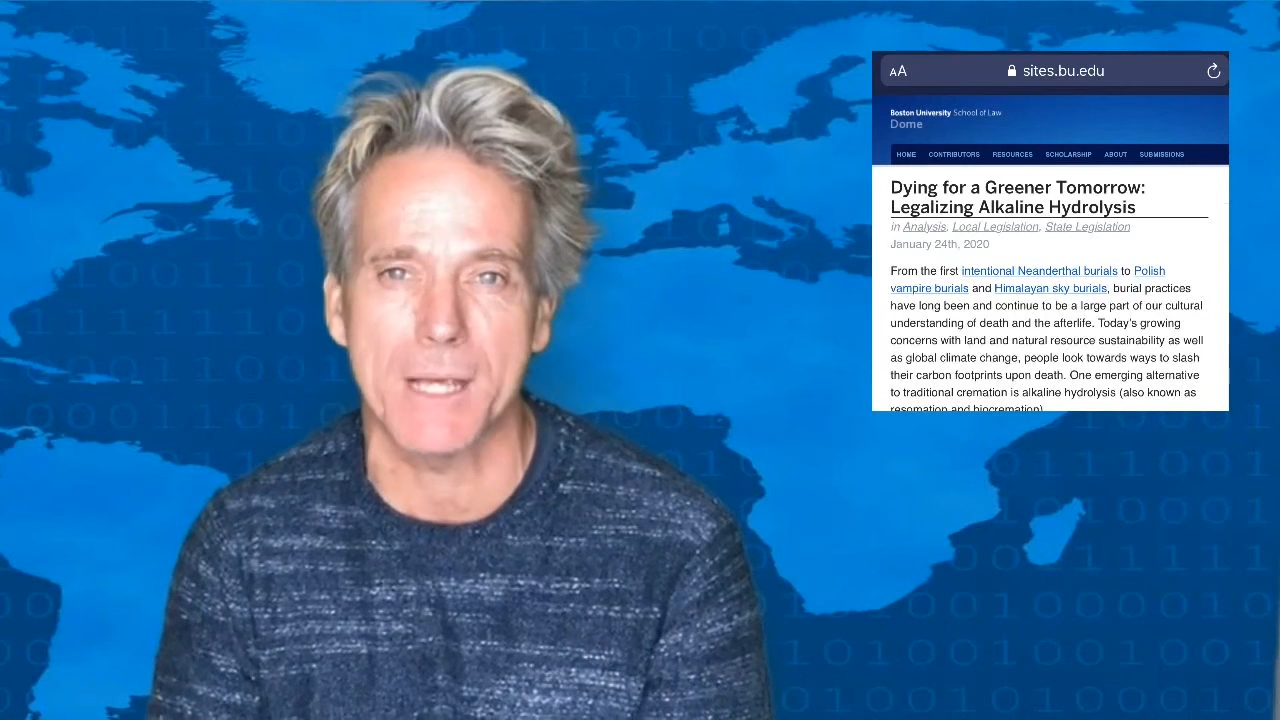 AA sites.bu.edu
Boston University School of Law
Dome
HOME CONTRIBUTORS RESOURCES SCHOLARSHIP ABOUT SUBMISSIONS
Dying for a Greener Tomorrow:
Legalizing Alkaline Hydrolysis
in Analysis, Local Legislation, State Legislation
January 24th, 2020
From the first intentional Neanderthal burials to Polish
vampire burials and Himalayan sky burials, burial practices
have long been and continue to be a large part of our cultural
understanding of death and the afterlife. Today's growing
concerns with land and natural resource sustainability as well
as global climate change, people look towards ways to slash
their carbon footprints upon death. One emerging alternative
to traditional cremation is alkaline hydrolysis (also known as
resomation and biocremation)